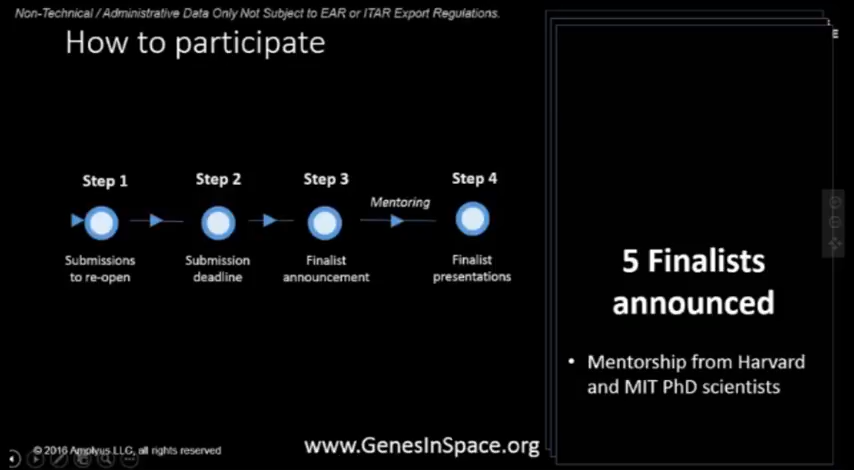 Non-Technical / Administrative Data Only Not Subject to EAR or ITAR Export Regulations.
How to participate
Step 1
Step 2
Step 3
Step 4
Mentoring
Submissions
to re-open
Submission
deadline
Finalist
announcement
Finalist
presentations
5 Finalists
announced
• Mentorship from Harvard
and MIT PhD scientists
© 2016 Amplyus LLC, all rights reserved
www.GenesInSpace.org